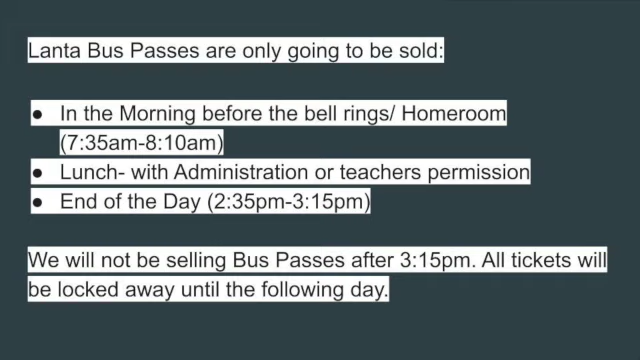 Lanta Bus Passes are only going to be sold:
● In the Morning before the bell rings/ Homeroom
(7:35am-8:10am)
● Lunch- with Administration or teachers permission
● End of the Day (2:35pm-3:15pm)
We will not be selling Bus Passes after 3:15pm. All tickets will
be locked away until the following day.